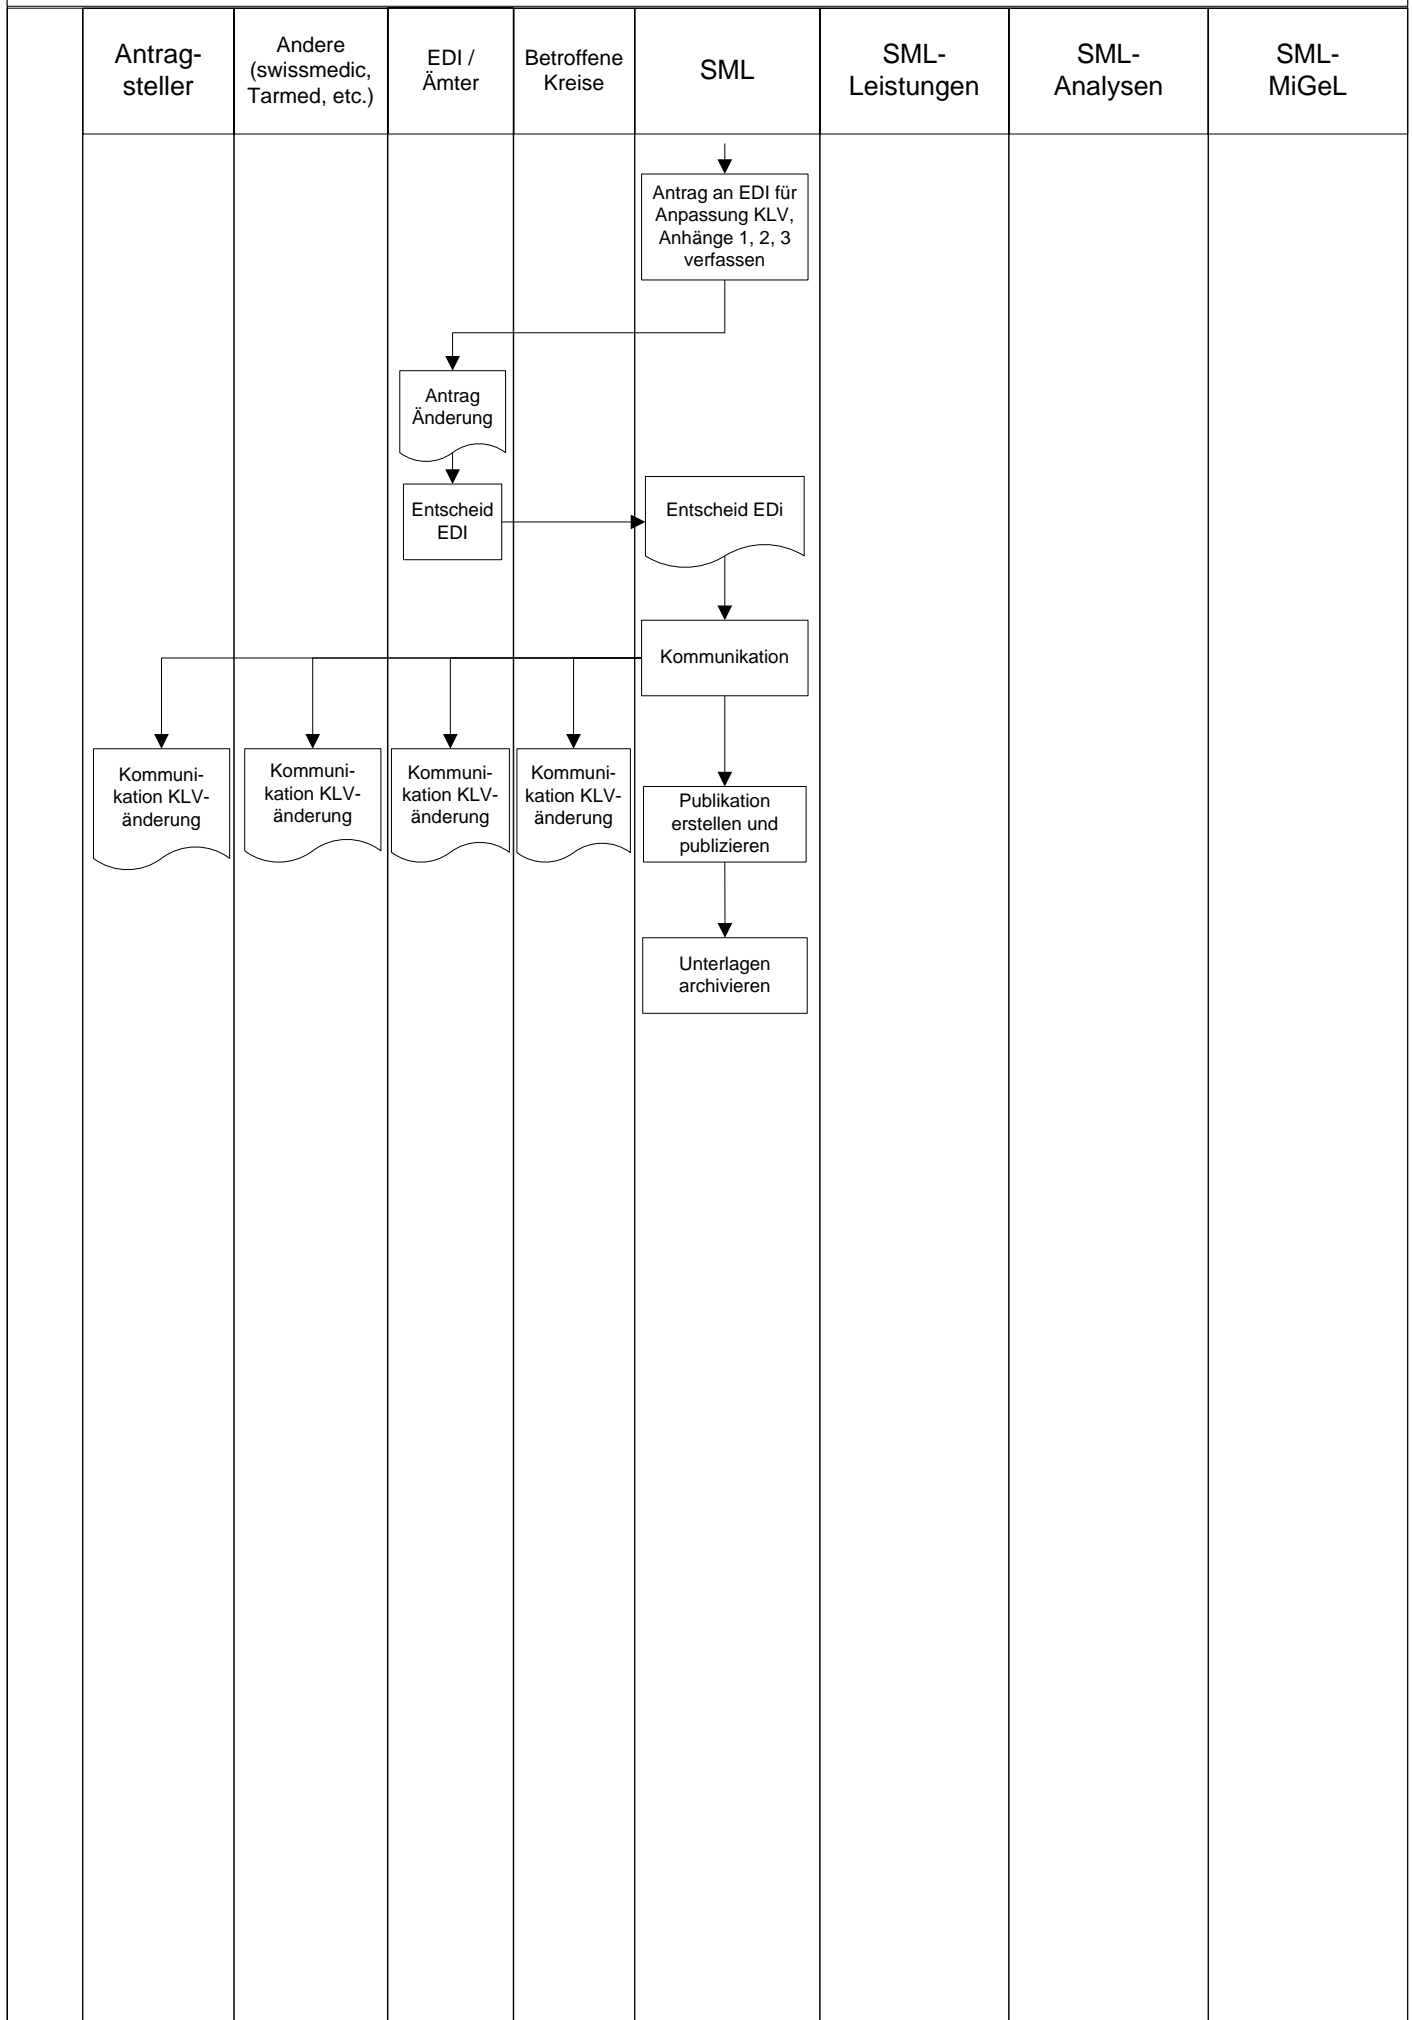 Antrag-
steller
Andere
(swissmedic,
Tarmed, etc.)
EDI /
Ämter
Betroffene
Kreise
SML
SML-
Leistungen
SML-
Analysen
SML-
MiGeL
Antrag an EDI für
Anpassung KLV,
Anhänge 1, 2, 3
verfassen
Antrag
Änderung
Entscheid
EDI
Entscheid EDi
Kommunikation
Kommuni-
kation KLV-
änderung
Kommuni-
kation KLV-
änderung
Kommuni-
kation KLV-
änderung
Kommuni-
kation KLV-
änderung
Publikation
erstellen und
publizieren
Unterlagen
archivieren